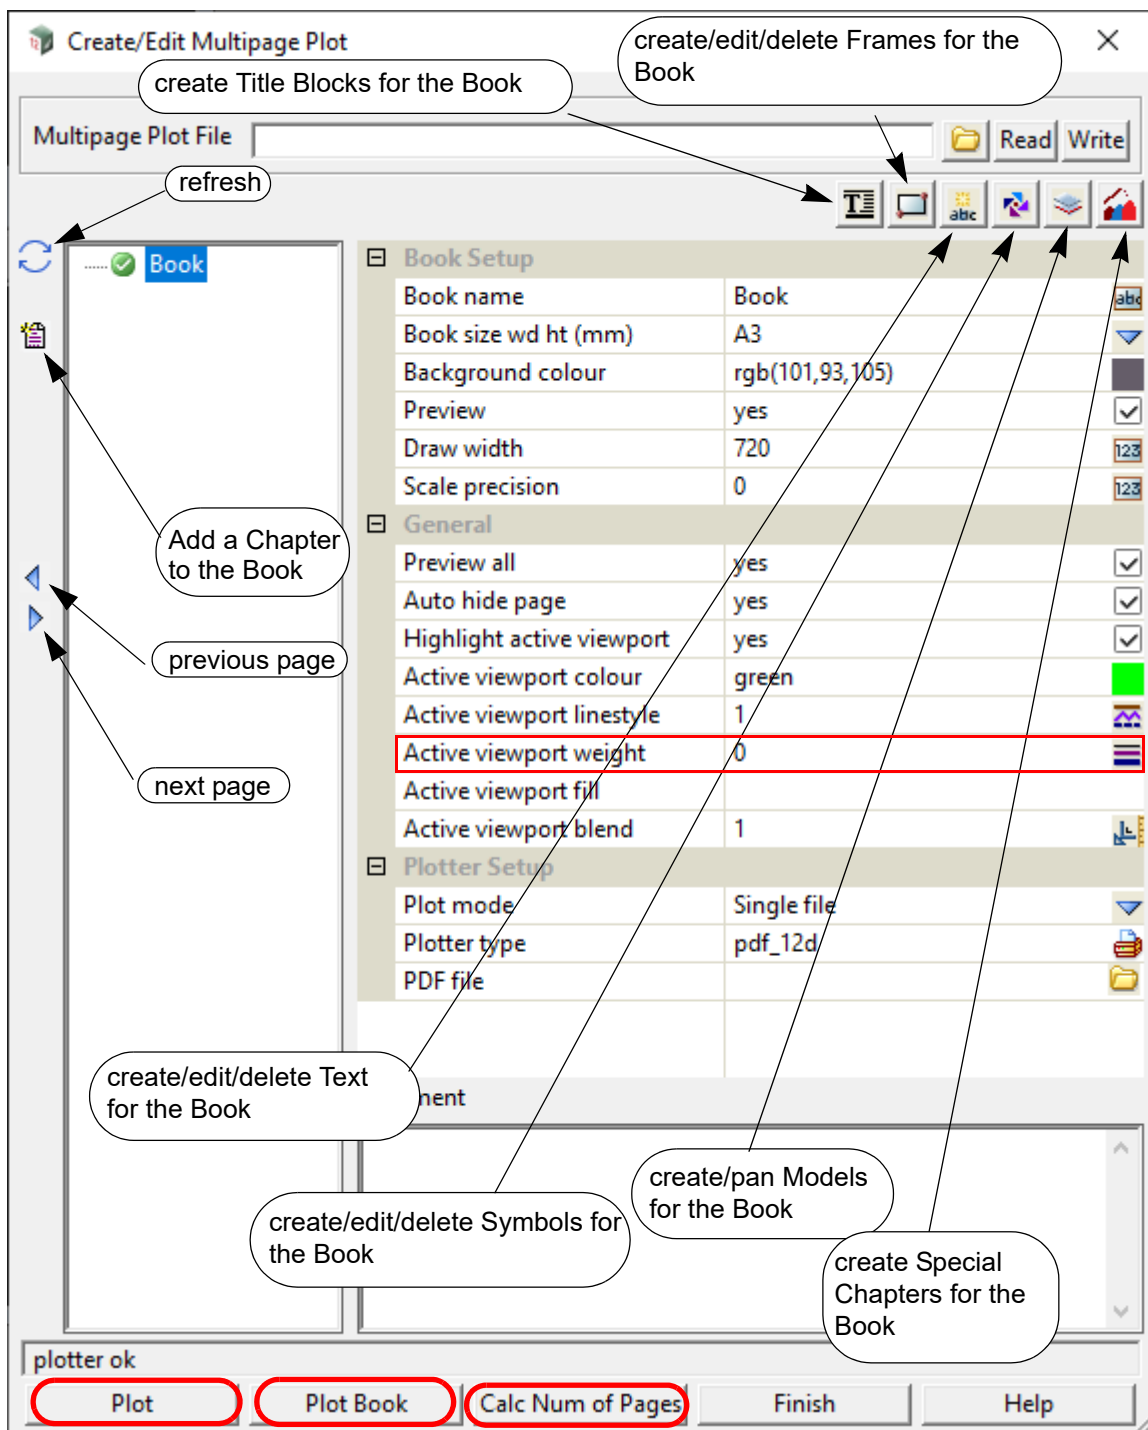 Create/Edit Multipage Plot
create/edit/delete Frames for the
Book
create Title Blocks for the Book
Multipage Plot File
Read
Write
refresh
T
abc
Book
Book Setup
Book name
Book
abc
Book size wd ht (mm)
A3
Background colour
rgb(101,93,105)
Preview
yes
Draw width
720
123
Scale precision
0
123
General
Add a Chapter
to the Book
Preview all
yes
Auto hide page
yes
Highlight active viewport
yes
previous page
Active viewport colour
green
Active viewport linestyle
1
Active viewport weight
0
next page
Active viewport fill
Active viewport blend
1
Plotter Setup
Plot mode
Single file
Plotter type
pdf_12d
PDF file
create/edit/delete Text
for the Book
ment
create/pan Models
for the Book
create/edit/delete Symbols for
the Book
create Special
Chapters for the
Book
plotter ok
Plot
Plot Book
Calc Num of Pages
Finish
Help